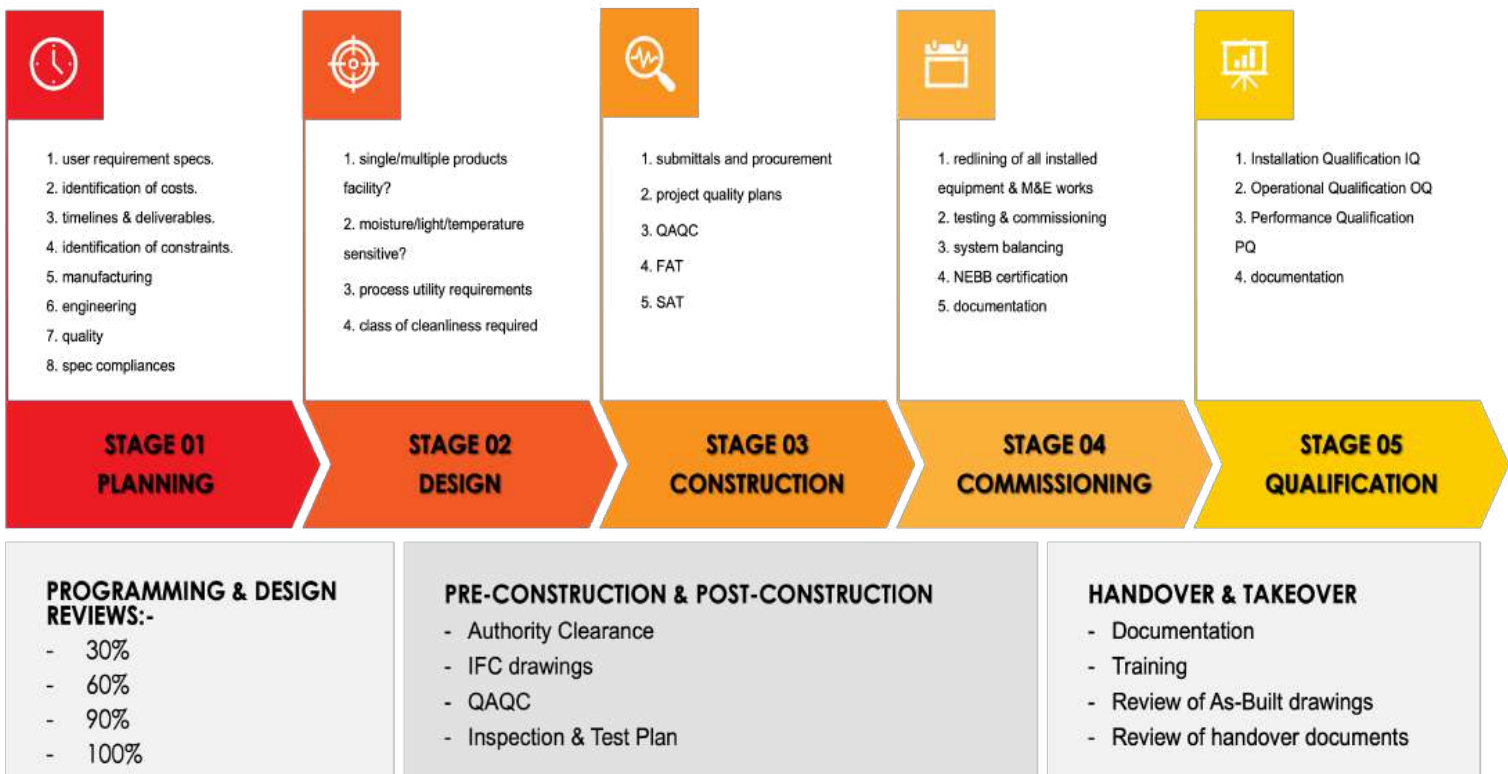 1. user requirement specs.
2. identification of costs.
3. timelines & deliverables.
4. identification of constraints.
5. manufacturing
6. engineering
7. quality
8. spec compliances
1. single/multiple products
facility?
2. moisture/light/temperature
sensitive?
3. process utility requirements
4. class of cleanliness required
1. submittals and procurement
2. project quality plans
3. QAQC
4. FAT
5. SAT
1. redlining of all installed
equipment & M&E works
2. testing & commissioning
3. system balancing
4. NEBB certification
5. documentation
1. Installation Qualification IQ
2. Operational Qualification OQ
3. Performance Qualification
PQ
4. documentation
STAGE 01
PLANNING
STAGE 02
DESIGN
STAGE 03
CONSTRUCTION
STAGE 04
COMMISSIONING
STAGE 05
QUALIFICATION
PROGRAMMING & DESIGN
REVIEWS:-
- 30%
- 60%
- 90%
- 100%
PRE-CONSTRUCTION & POST-CONSTRUCTION
- Authority Clearance
- IFC drawings
- QAQC
- Inspection & Test Plan
HANDOVER & TAKEOVER
- Documentation
- Training
- Review of As-Built drawings
- Review of handover documents